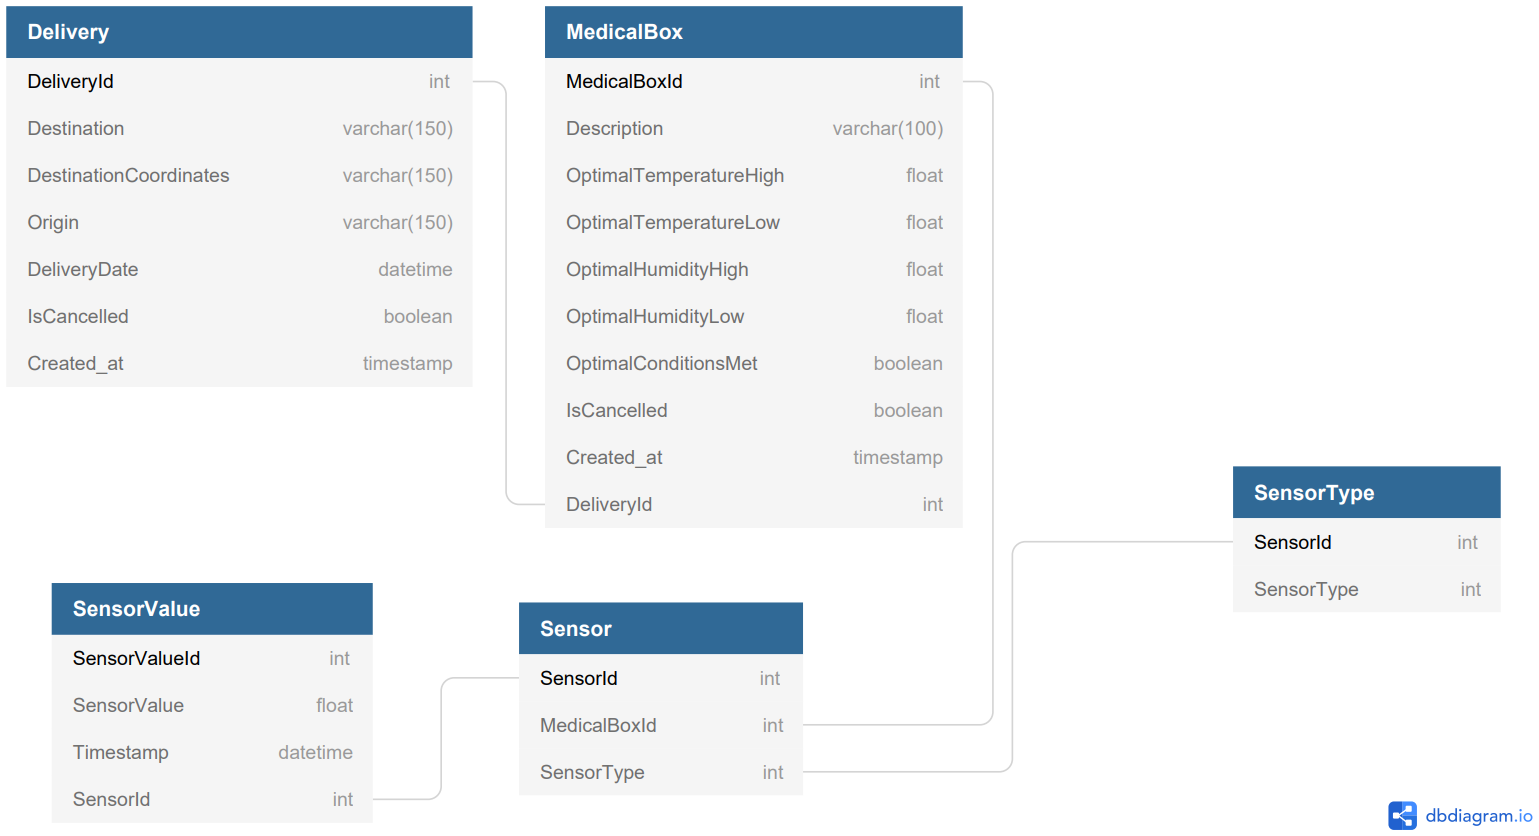 Delivery
DeliveryId int
Destination varchar(150)
DestinationCoordinates varchar(150)
Origin varchar(150)
DeliveryDate datetime
IsCancelled boolean
Created_at timestamp
MedicalBox
MedicalBoxId int
Description varchar(100)
OptimalTemperatureHigh float
OptimalTemperatureLow float
OptimalHumidityHigh float
OptimalHumidityLow float
OptimalConditionsMet boolean
IsCancelled boolean
Created_at timestamp
DeliveryId int
SensorType
SensorId int
SensorType int
SensorValue
SensorValueId int
SensorValue float
Timestamp datetime
SensorId int
Sensor
SensorId int
MedicalBoxId int
SensorType int
dbdiagram.io